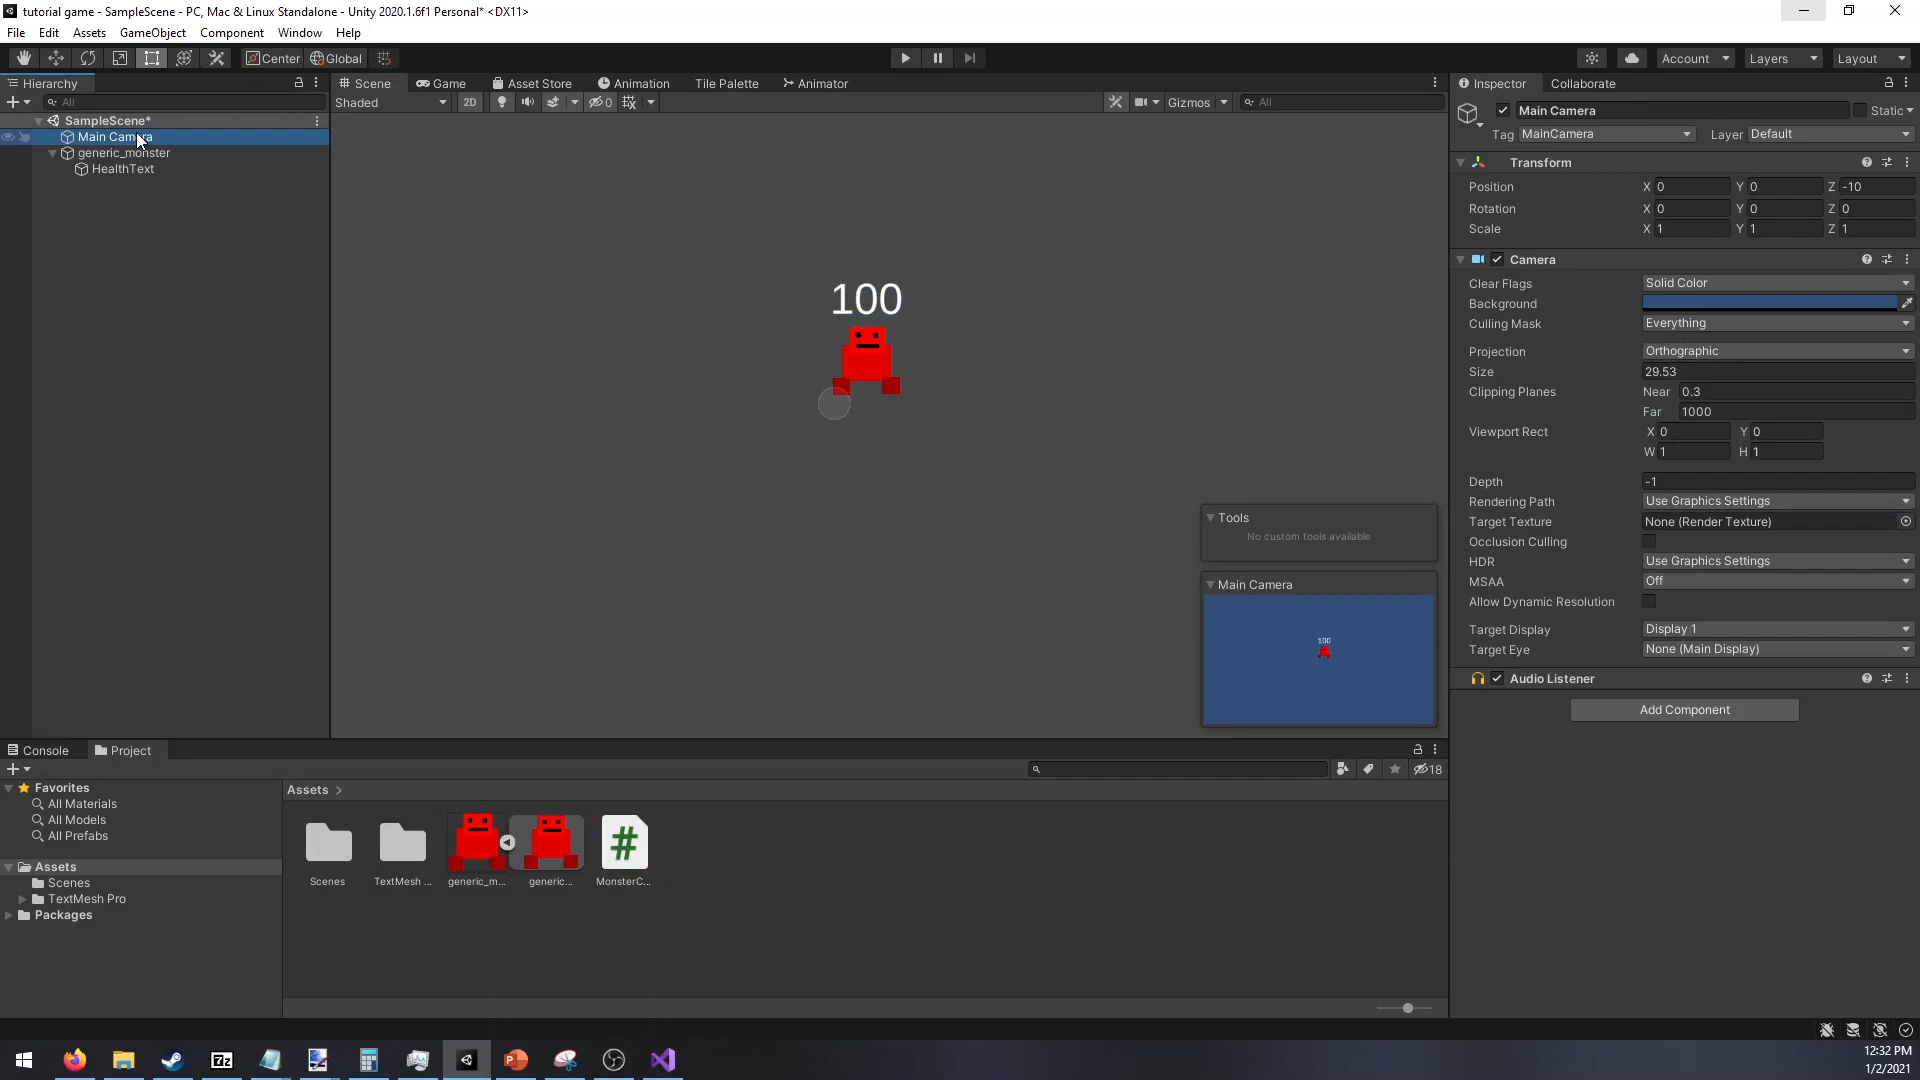 tutorial game - SampleScene - PC, Mac & Linux Standalone - Unity 2020.1.6f1 Personal* <DX11>
File Edit Assets GameObject Component Window Help
Center Global Account Layers Layout
Hierarchy
All
SampleScene*
Main Camera
generic_monster
HealthText
Scene Game Asset Store Animation Tile Palette Animator
Shaded 2D 0 Gizmos All
100
Tools
No custom tools available
Main Camera
100
Inspector Collaborate
Main Camera Static
Tag MainCamera Layer Default
Transform
Position X 0 Y 0 Z -10
Rotation X 0 Y 0 Z 0
Scale X 1 Y 1 Z 1
Camera
Clear Flags Solid Color
Background
Culling Mask Everything
Projection Orthographic
Size 29.53
Clipping Planes Near 0.3
Far 1000
Viewport Rect X 0 Y 0
W 1 H 1
Depth -1
Rendering Path Use Graphics Settings
Target Texture None (Render Texture)
Occlusion Culling
HDR Use Graphics Settings
MSAA Off
Allow Dynamic Resolution
Target Display Display 1
Target Eye None (Main Display)
Audio Listener
Add Component
Console Project
18
Favorites
All Materials
All Models
All Prefabs
Assets
Scenes
TextMesh Pro
Packages
Assets >
Scenes TextMesh ... generic_m... generic... MonsterC...
12:32 PM
1/2/2021